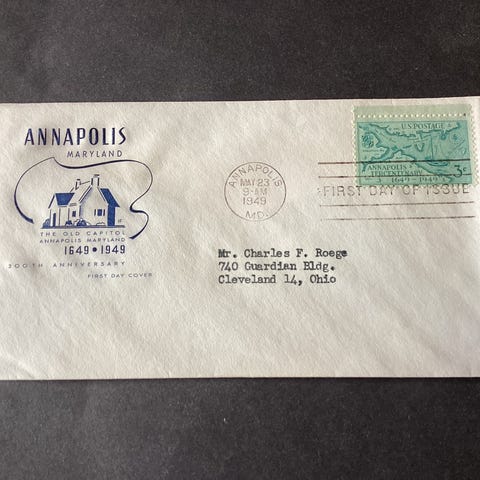 ANNAPOLIS
MARYLAND
THE OLD CAPITOL
ANNAPOLIS MARYLAND
1649 • 1949
300TH ANNIVERSARY
FIRST DAY COVER
ANNAPOLIS
MAY 23
9-AM
1949
MD.
U.S. POSTAGE
ANNAPOLIS
TERCENTENARY
1649-1949
3¢
FIRST DAY OF ISSUE
Mr. Charles F. Roege
740 Guardian Bldg.
Cleveland 14, Ohio